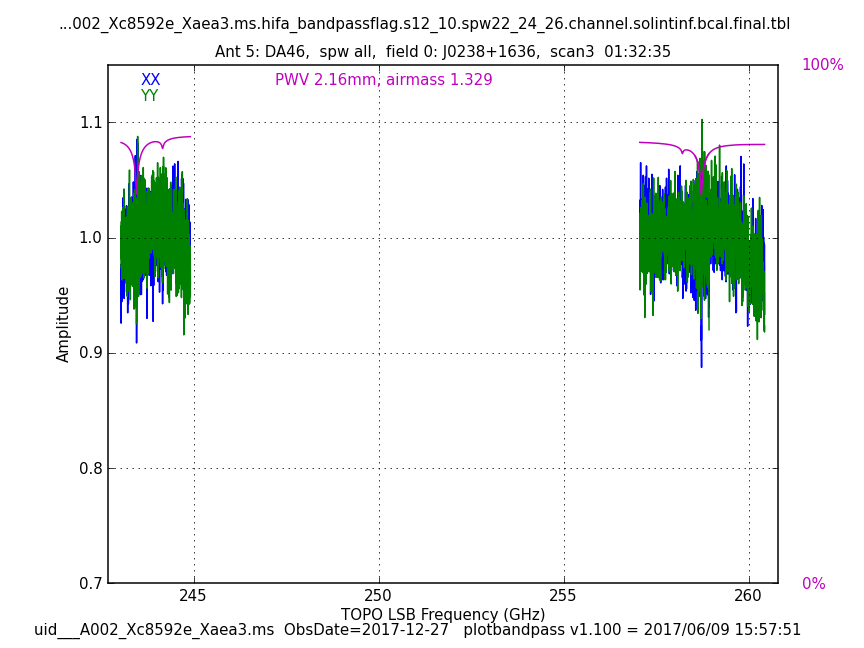 ...002_Xc8592e_Xaea3.ms.hifa_bandpassflag.s12_10.spw22_24_26.channel.solintinf.bcal.final.tbl
Ant 5: DA46,  spw all,  field 0: J0238+1636,  scan3  01:32:35
XX
YY
PWV 2.16mm, airmass 1.329
100%
1.1
1.0
0.9
0.8
0.7
0%
Amplitude
245
250
255
260
TOPO LSB Frequency (GHz)
uid___A002_Xc8592e_Xaea3.ms  ObsDate=2017-12-27   plotbandpass v1.100 = 2017/06/09 15:57:51